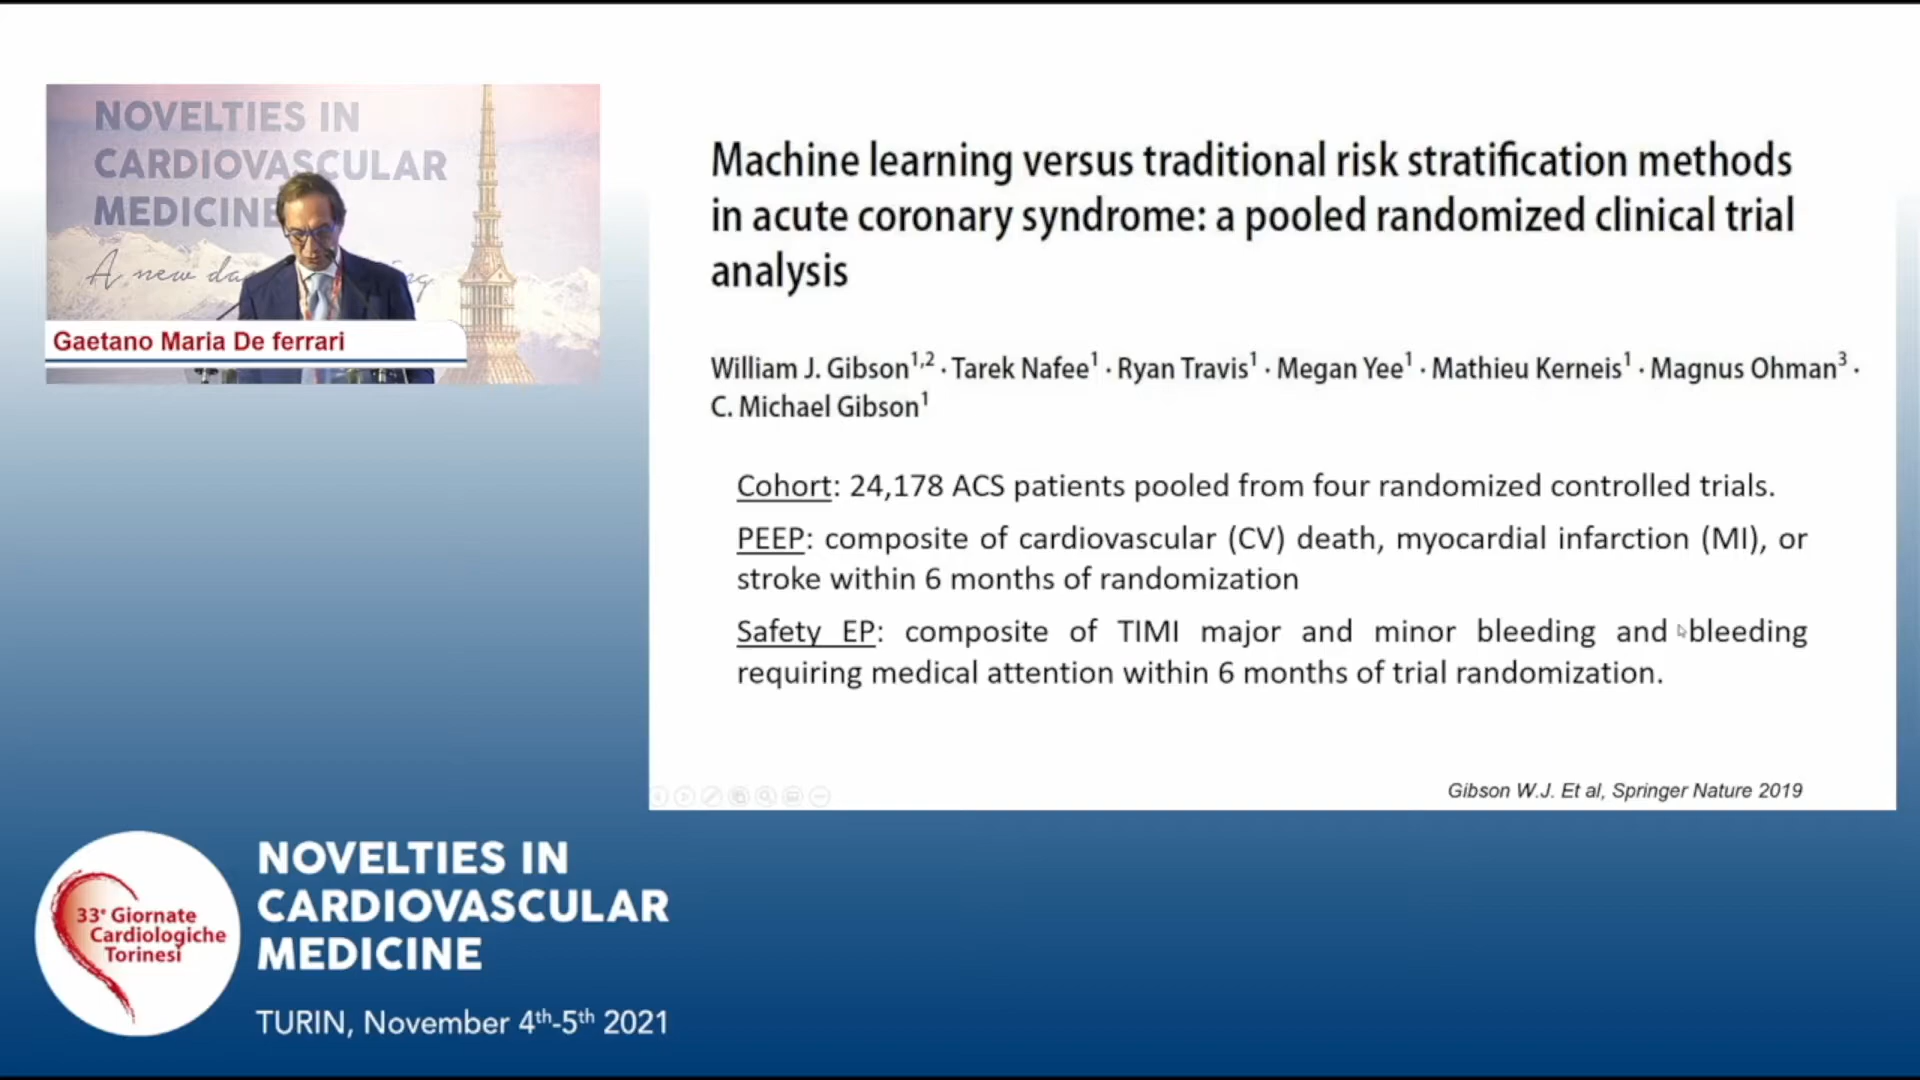 NOVELTIES IN
CARDIOVASCULAR
MEDICINE
A new da
Gaetano Maria De ferrari
Machine learning versus traditional risk stratification methods
in acute coronary syndrome: a pooled randomized clinical trial
analysis
William J. Gibson1,2 · Tarek Nafee1 · Ryan Travis1 · Megan Yee1 · Mathieu Kerneis1 · Magnus Ohman3 ·
C. Michael Gibson1
Cohort: 24,178 ACS patients pooled from four randomized controlled trials.
PEEP: composite of cardiovascular (CV) death, myocardial infarction (MI), or
stroke within 6 months of randomization
Safety EP: composite of TIMI major and minor bleeding and bleeding
requiring medical attention within 6 months of trial randomization.
Gibson W.J. Et al, Springer Nature 2019
33° Giornate
Cardiologiche
Torinesi
NOVELTIES IN
CARDIOVASCULAR
MEDICINE
TURIN, November 4th-5th 2021